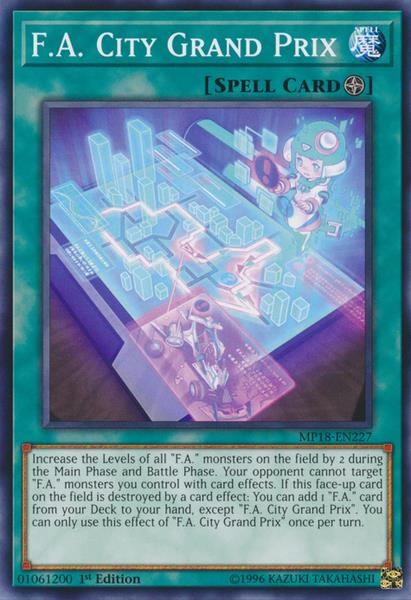 F.A. City Grand Prix
SPELL
魔
[Spell Card]
MP18-EN227
Increase the Levels of all "F.A." monsters on the field by 2 during
the Main Phase and Battle Phase. Your opponent cannot target
"F.A." monsters you control with card effects. If this face-up card
on the field is destroyed by a card effect: You can add 1 "F.A." card
from your Deck to your hand, except "F.A. City Grand Prix". You
can only use this effect of "F.A. City Grand Prix" once per turn.
01061200 1st Edition ©1996 KAZUKI TAKAHASHI